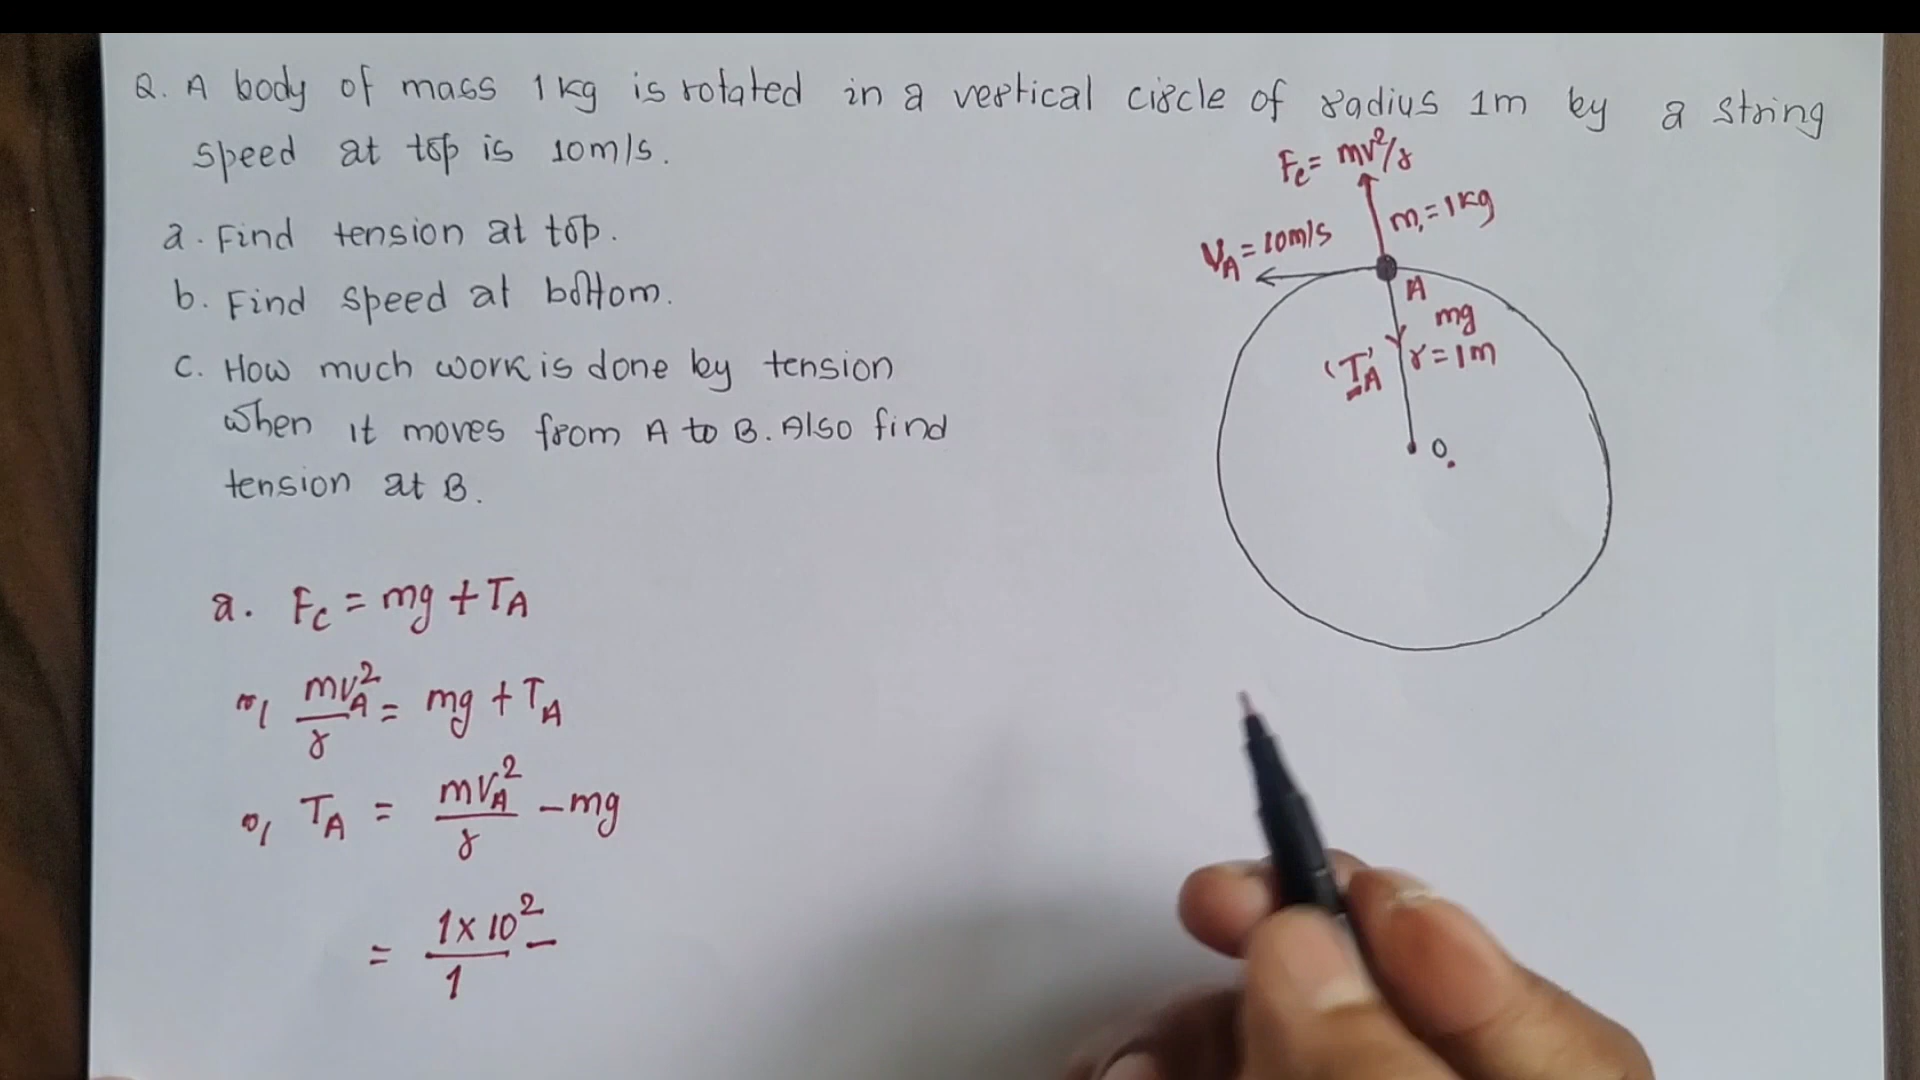 Q. A body of mass 1kg is rotated in a vertical circle of radius 1m by a string
speed at top is 10m/s.
a. Find tension at top.
b. Find speed at bottom.
c. How much work is done by tension
when it moves from A to B. Also find
tension at B.
Fc = mv²/r
m,=1kg
VA = 10m/s
A
mg
'TA'
r=1m
O.
a. Fc = mg + TA
or, mvA²/r = mg + TA
or, TA = mvA²/r - mg
= 1x10²/1 -